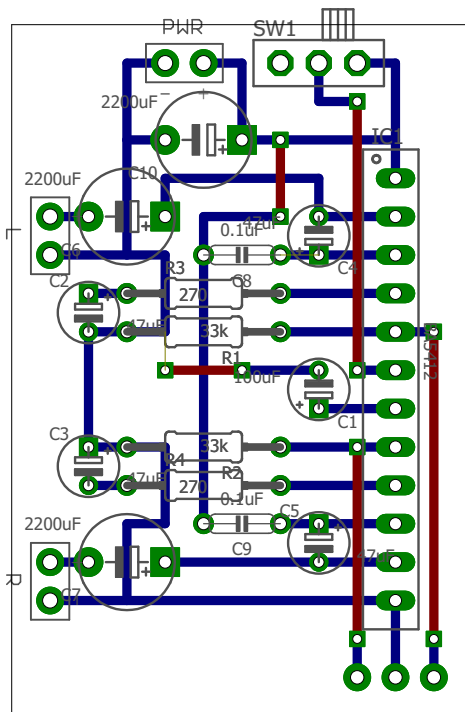 PWR
SW1
2200uF
+
IC1
C10
2200uF
47uF
0.1uF
L
C6
C4
R3
C8
C2
270
47uF
33k
R1
100uF
C1
C3
33k
R4
R2
47uF
270
0.1uF
2200uF
C5
C9
47uF
R
C7